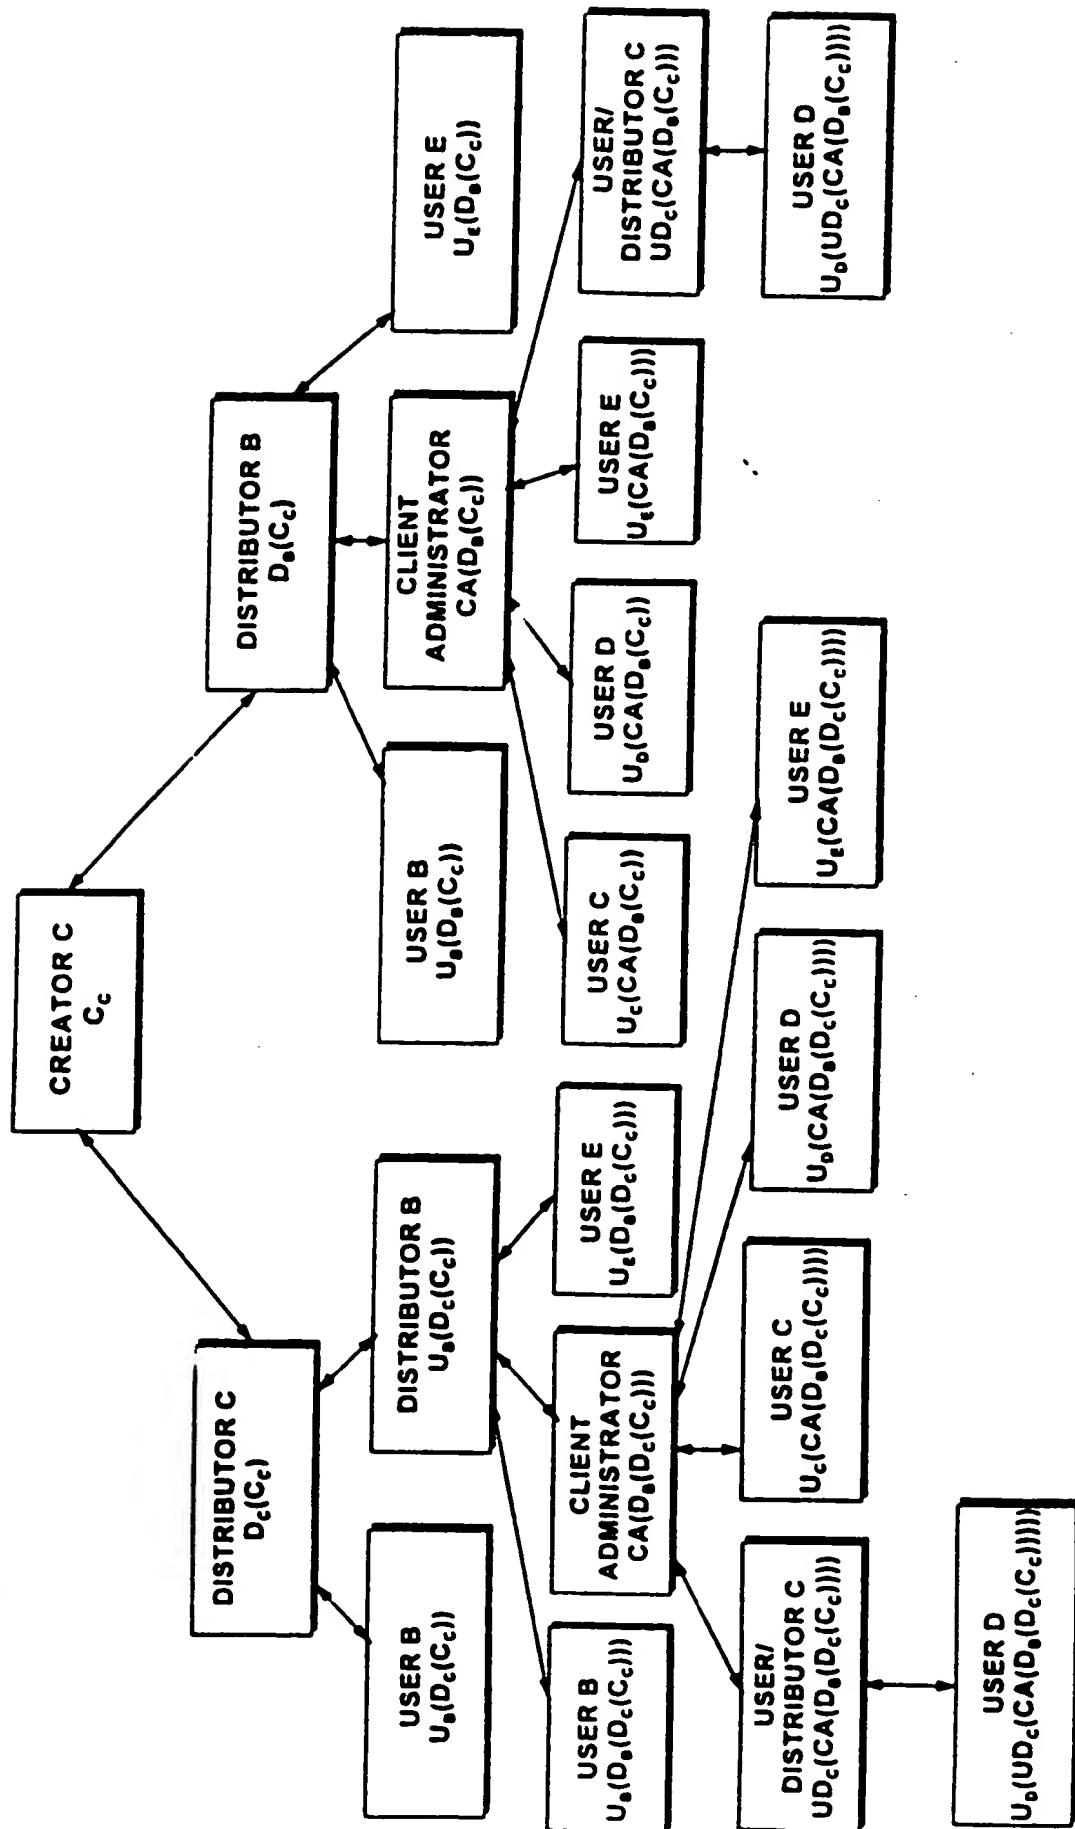 CREATOR C
C_C
DISTRIBUTOR C
D_C(C_C)
DISTRIBUTOR B
D_B(C_C)
USER B
U_B(D_C(C_C))
DISTRIBUTOR B
U_B(D_C(C_C))
USER B
U_B(D_B(C_C))
CLIENT
ADMINISTRATOR
CA(D_B(C_C))
USER E
U_E(D_B(C_C))
USER B
U_B(D_B(D_C(C_C)))
CLIENT
ADMINISTRATOR
CA(D_B(D_C(C_C)))
USER E
U_E(D_B(D_C(C_C)))
USER C
U_C(CA(D_B(C_C))
USER D
U_D(CA(D_B(C_C))
USER E
U_E(CA(D_B(C_C)))
USER/
DISTRIBUTOR C
UD_C(CA(D_B(C_C)))
USER/
DISTRIBUTOR C
UD_C(CA(D_B(D_C(C_C))))
USER C
U_C(CA(D_B(D_C(C_C))))
USER D
U_D(CA(D_B(D_C(C_C))))
USER E
U_E(CA(D_B(D_C(C_C))))
USER D
U_D(UD_C(CA(D_B(C_C))))
USER D
U_D(UD_C(CA(D_B(D_C(C_C)))))